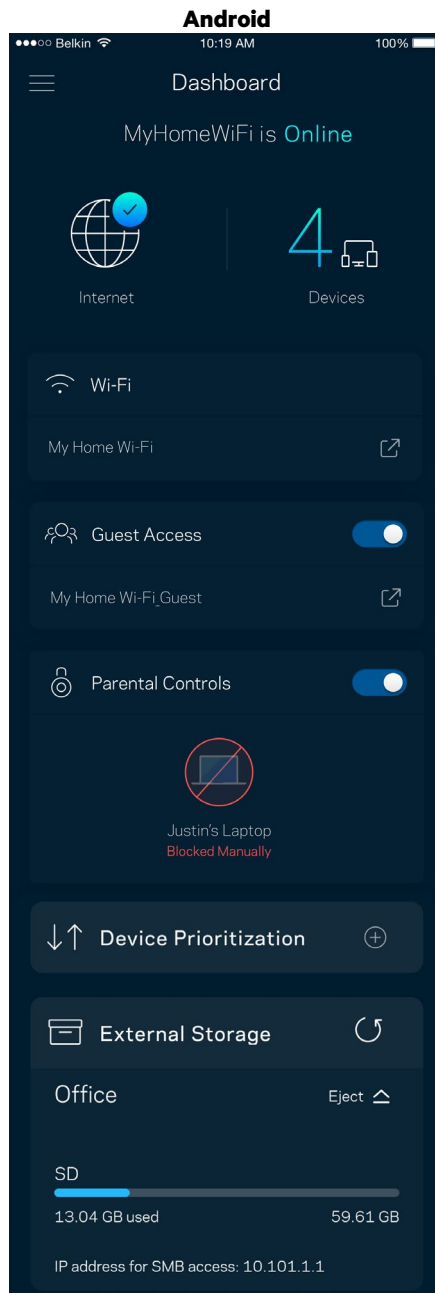 Android
Belkin 10:19 AM 100%
Dashboard
MyHomeWiFi is Online
4
Internet Devices
Wi-Fi
My Home Wi-Fi
Guest Access
My Home Wi-Fi_Guest
Parental Controls
Justin's Laptop
Blocked Manually
Device Prioritization
External Storage
Office Eject
SD
13.04 GB used 59.61 GB
IP address for SMB access: 10.101.1.1